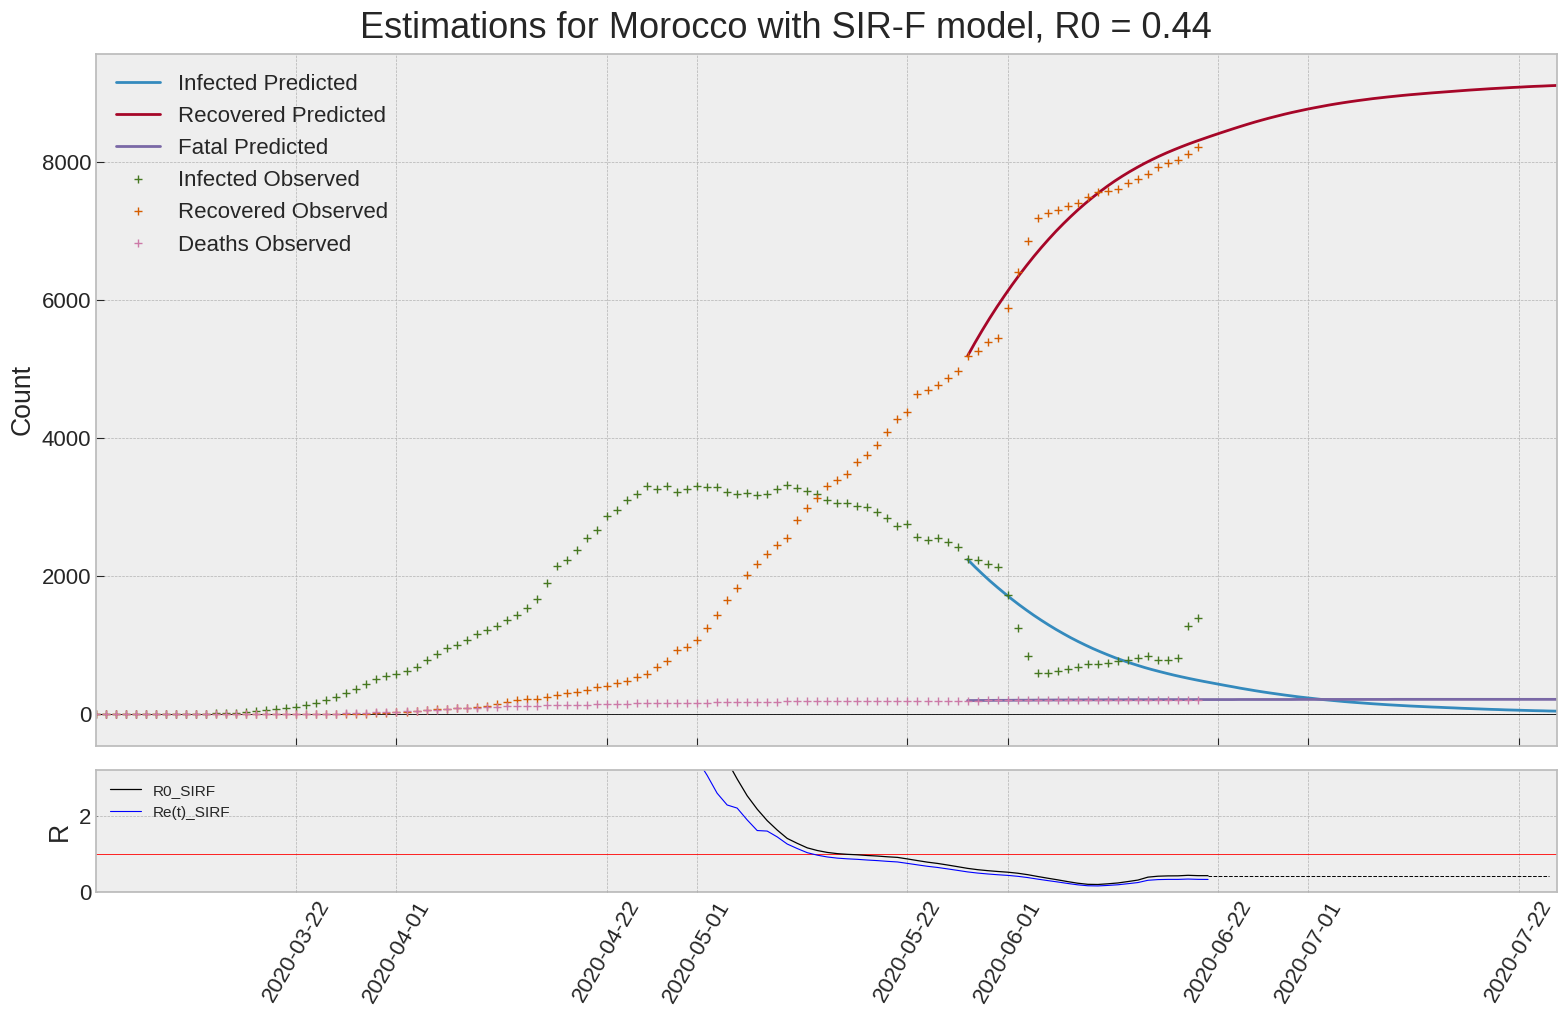 Estimations for Morocco with SIR-F model, R0 = 0.44
Infected Predicted
Recovered Predicted
Fatal Predicted
Infected Observed
Recovered Observed
Deaths Observed
Count
8000
6000
4000
2000
0
R0_SIRF
Re(t)_SIRF
R
2
0
2020-03-22
2020-04-01
2020-04-22
2020-05-01
2020-05-22
2020-06-01
2020-06-22
2020-07-01
2020-07-22